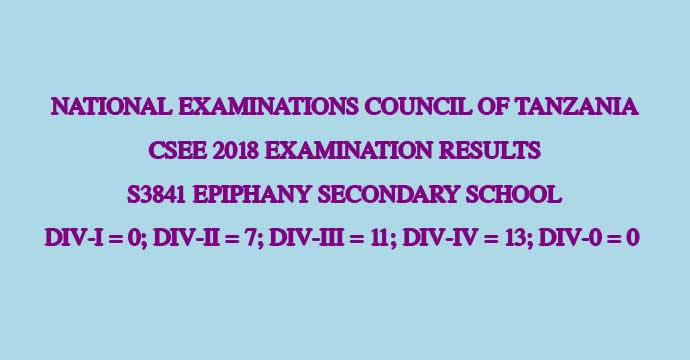 NATIONAL EXAMINATIONS COUNCIL OF TANZANIA
CSEE 2018 EXAMINATION RESULTS
S3841 EPIPHANY SECONDARY SCHOOL
DIV-I = 0; DIV-II = 7; DIV-III = 11; DIV-IV = 13; DIV-0 = 0